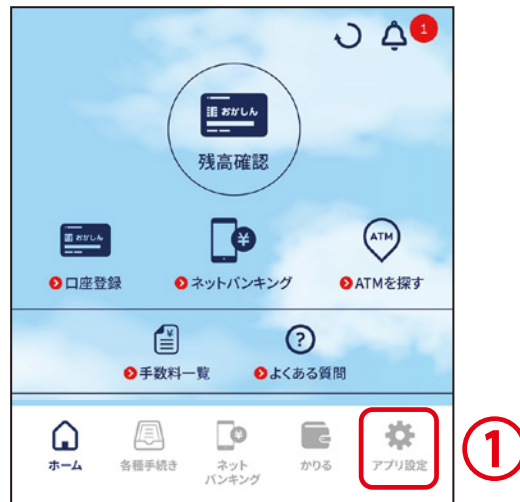 1
おかしん
残高確認
おかしん
¥
ATM
口座登録
ネットバンキング
ATMを探す
¥
?
手数料一覧
よくある質問
ホーム
各種手続き
ネット
バンキング
かりる
アプリ設定
①